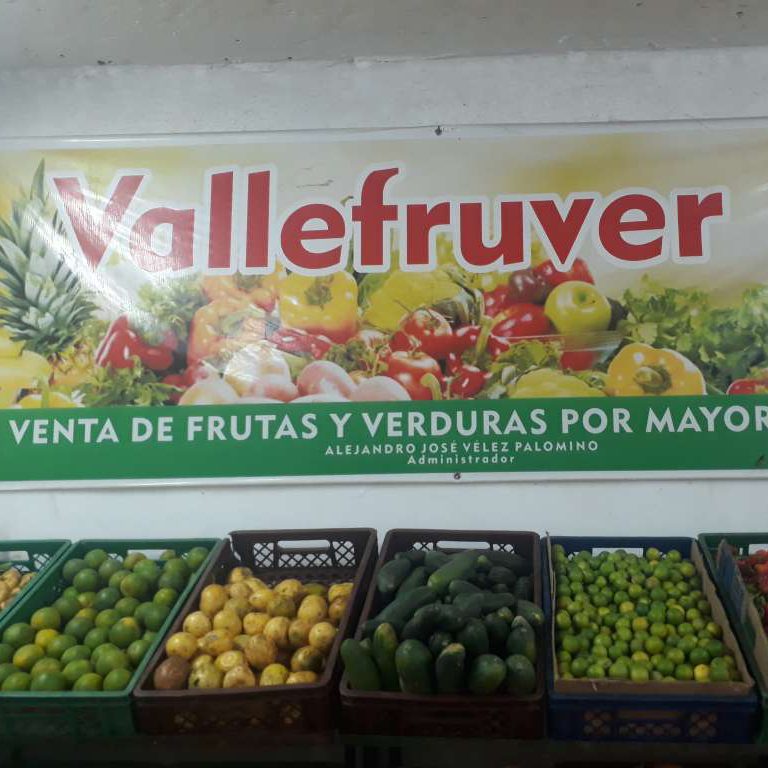 Vallefruver
VENTA DE FRUTAS Y VERDURAS POR MAYOR
ALEJANDRO JOSÉ VÉLEZ PALOMINO
Administrador